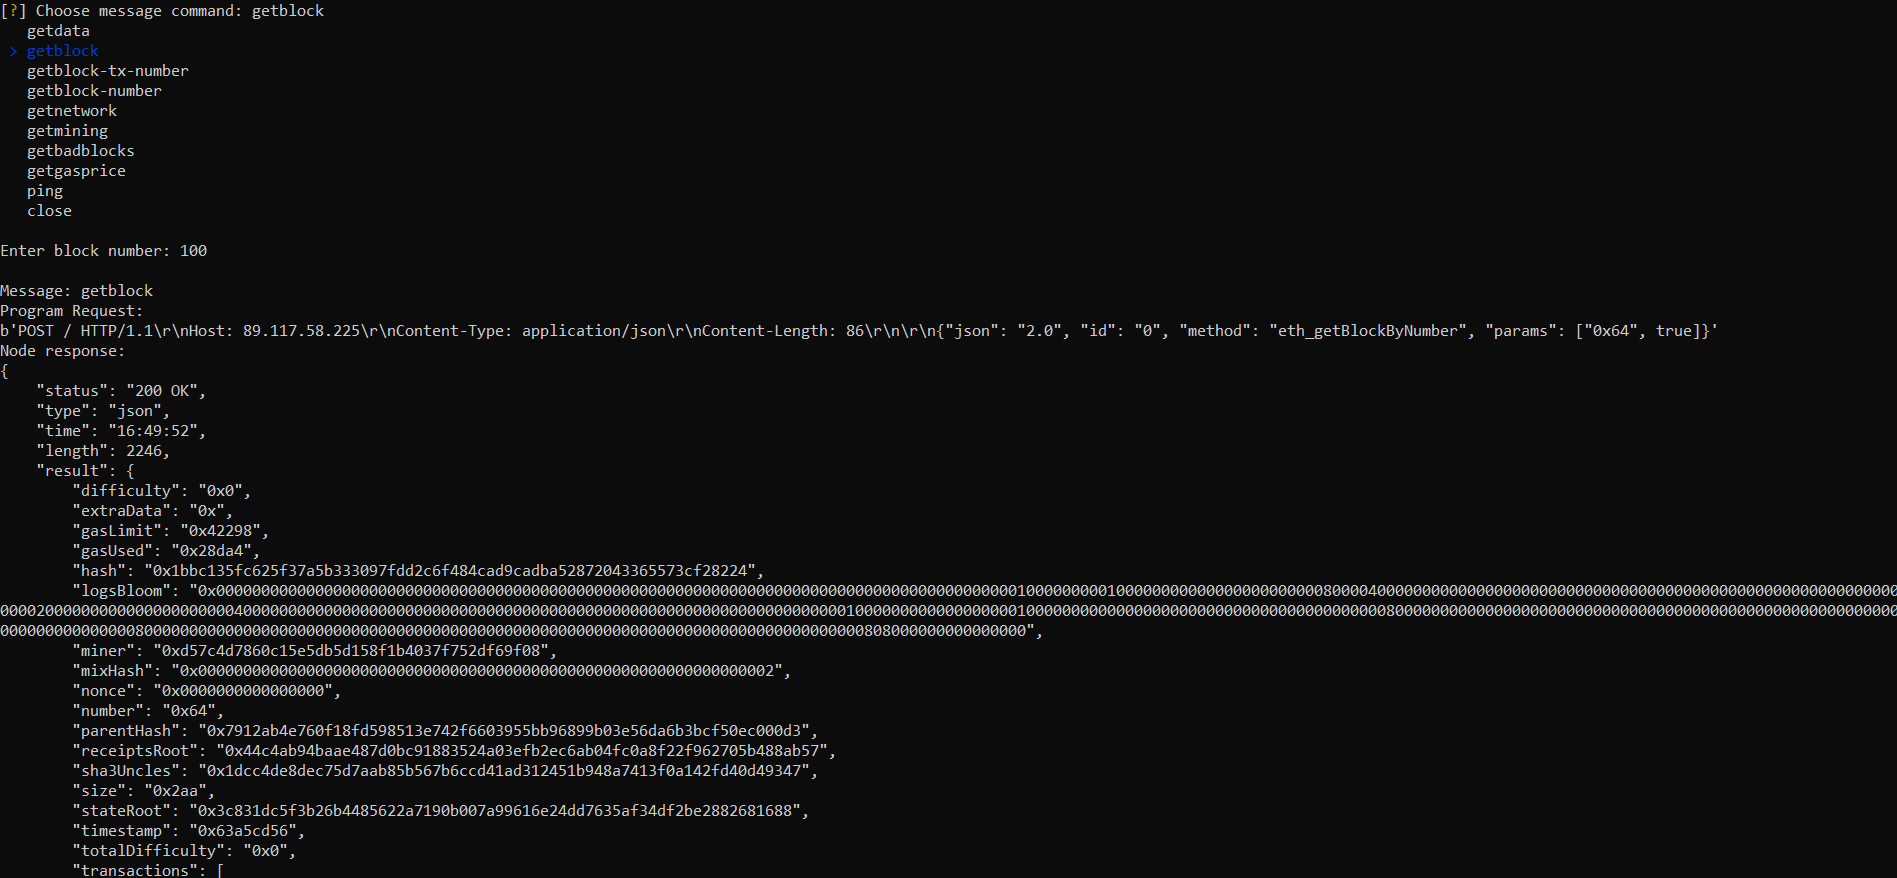 [?] Choose message command: getblock
getdata
> getblock
getblock-tx-number
getblock-number
getnetwork
getmining
getbadblocks
getgasprice
ping
close
Enter block number: 100
Message: getblock
Program Request:
b'POST / HTTP/1.1\r\nHost: 89.117.58.225\r\nContent-Type: application/json\r\nContent-Length: 86\r\n\r\n{"json": "2.0", "id": "0", "method": "eth_getBlockByNumber", "params": ["0x64", true]}'
Node response:
{
"status": "200 OK",
"type": "json",
"time": "16:49:52",
"length": 2246,
"result": {
"difficulty": "0x0",
"extraData": "0x",
"gasLimit": "0x42298",
"gasUsed": "0x28da4",
"hash": "0x1bbc135fc625f37a5b333097fdd2c6f484cad9cadba52872043365573cf28224",
"logsBloom":
"miner": "0xd57c4d7860c15e5db5d158f1b4037f752df69f08",
"mixHash": "0x0000000000000000000000000000000000000000000000000000000000000002",
"nonce": "0x0000000000000000",
"number": "0x64",
"parentHash": "0x7912ab4e760f18fd598513e742f6603955bb96899b03e56da6b3bcf50ec000d3",
"receiptsRoot": "0x44c4ab94baae487d0bc91883524a03efb2ec6ab04fc0a8f22f962705b488ab57",
"sha3Uncles": "0x1dcc4de8dec75d7aab85b567b6ccd41ad312451b948a7413f0a142fd40d49347",
"size": "0x2aa",
"stateRoot": "0x3c831dc5f3b26b4485622a7190b007a99616e24dd7635af34df2be2882681688",
"timestamp": "0x63a5cd56",
"totalDifficulty": "0x0",
"transactions": [